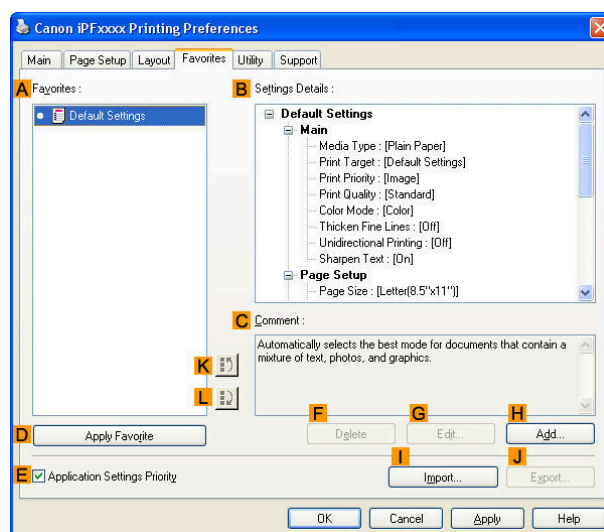 Canon iPFxxxx Printing Preferences
Main Page Setup Layout Favorites Utility Support
A Favorites :
Default Settings
B Settings Details :
Default Settings
Main
Media Type : [Plain Paper]
Print Target : [Default Settings]
Print Priority : [Image]
Print Quality : [Standard]
Color Mode : [Color]
Thicken Fine Lines : [Off]
Unidirectional Printing : [Off]
Sharpen Text : [On]
Page Setup
Page Size : [Letter(8.5"x11")]
C Comment :
Automatically selects the best mode for documents that contain a
mixture of text, photos, and graphics.
K
L
F G H
D Apply Favorite Delete Edit... Add...
I J
E Application Settings Priority Import... Export...
OK Cancel Apply Help